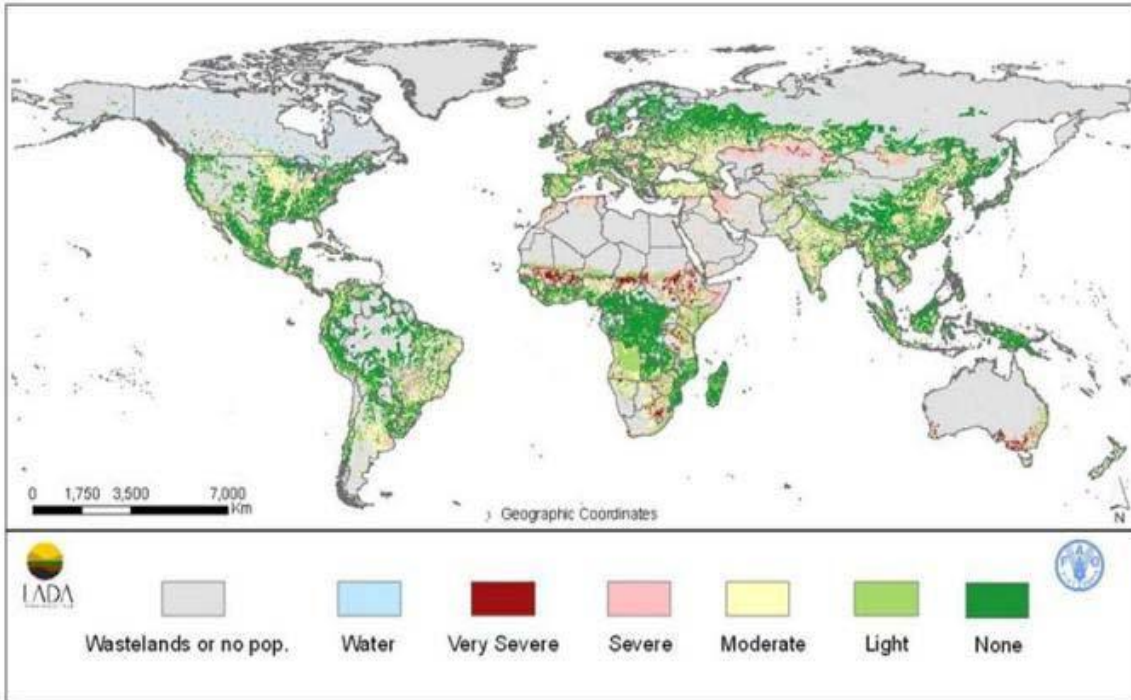 0 1,750 3,500 7,000
Km
Geographic Coordinates
N
LADA
FAO
Wastelands or no pop. Water Very Severe Severe Moderate Light None